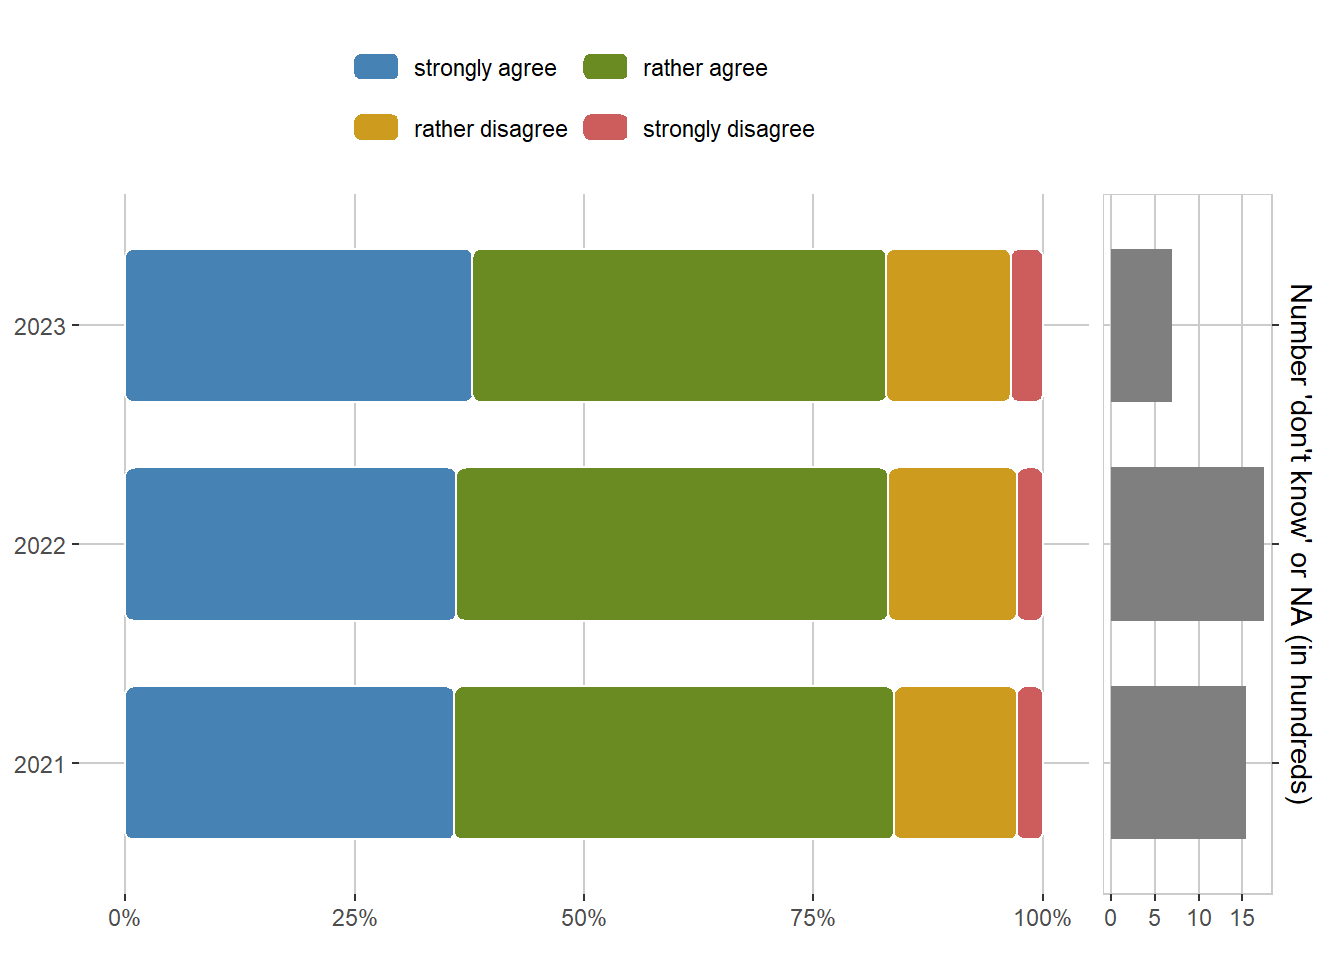 strongly agree
rather agree
rather disagree
strongly disagree
2023
2022
2021
0%
25%
50%
75%
100%
0
5
10
15
Number 'don't know' or NA (in hundreds)